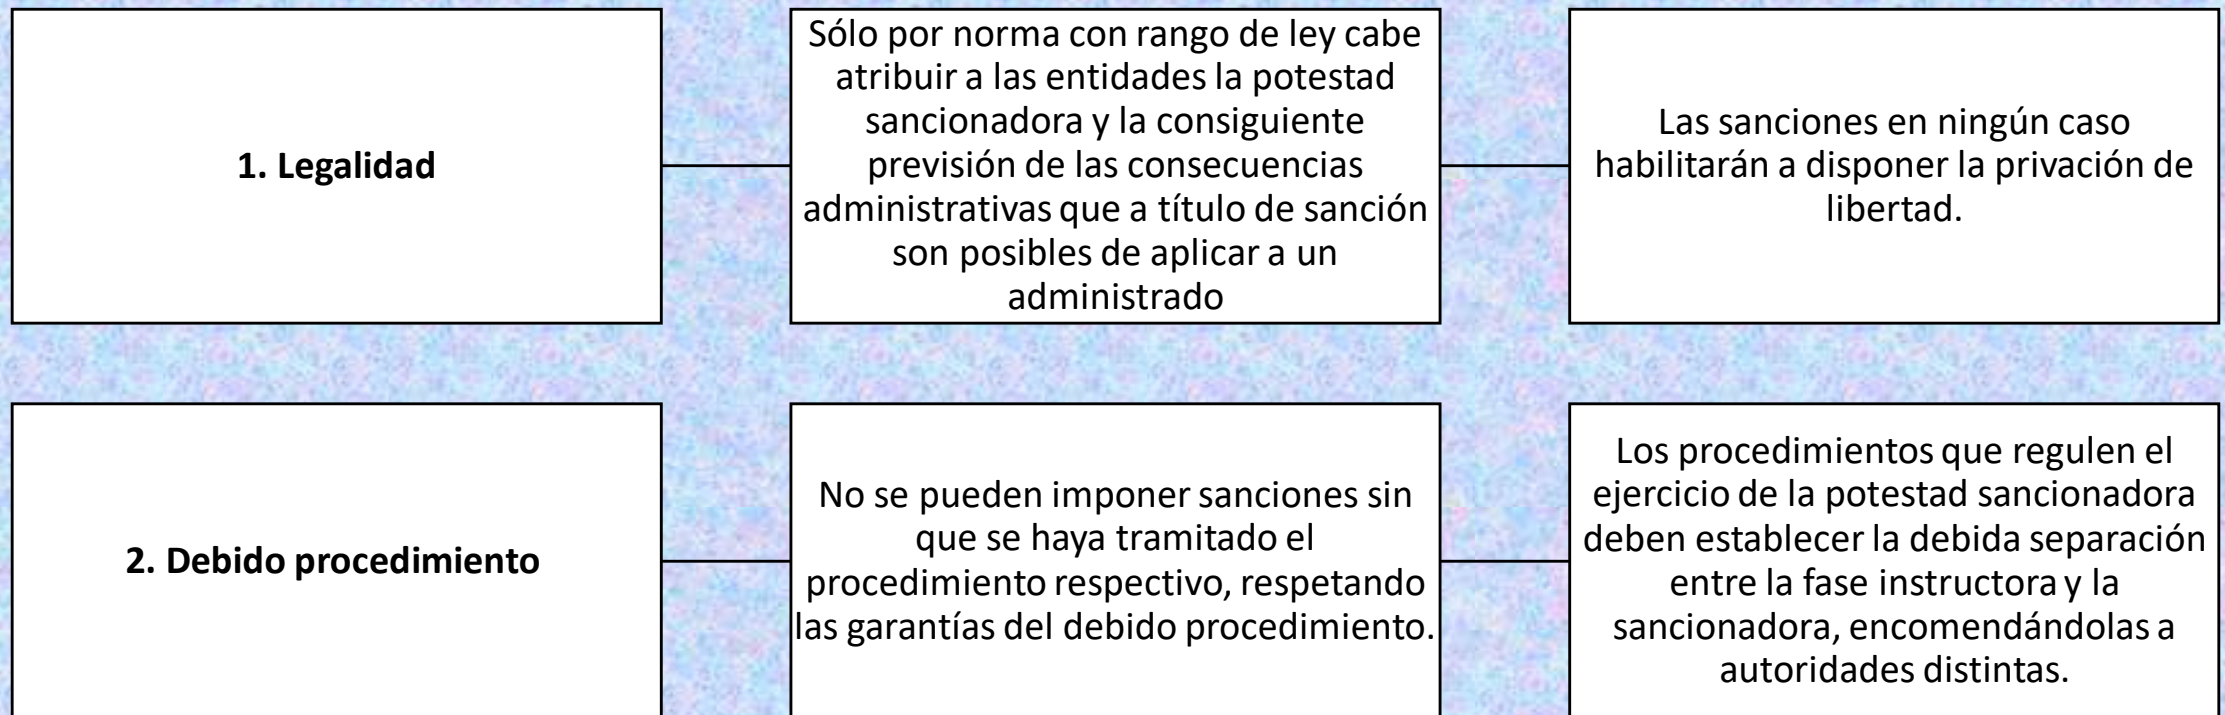 1. Legalidad
Sólo por norma con rango de ley cabe
atribuir a las entidades la potestad
sancionadora y la consiguiente
previsión de las consecuencias
administrativas que a título de sanción
son posibles de aplicar a un
administrado
Las sanciones en ningún caso
habilitarán a disponer la privación de
libertad.
2. Debido procedimiento
No se pueden imponer sanciones sin
que se haya tramitado el
procedimiento respectivo, respetando
las garantías del debido procedimiento.
Los procedimientos que regulen el
ejercicio de la potestad sancionadora
deben establecer la debida separación
entre la fase instructora y la
sancionadora, encomendándolas a
autoridades distintas.